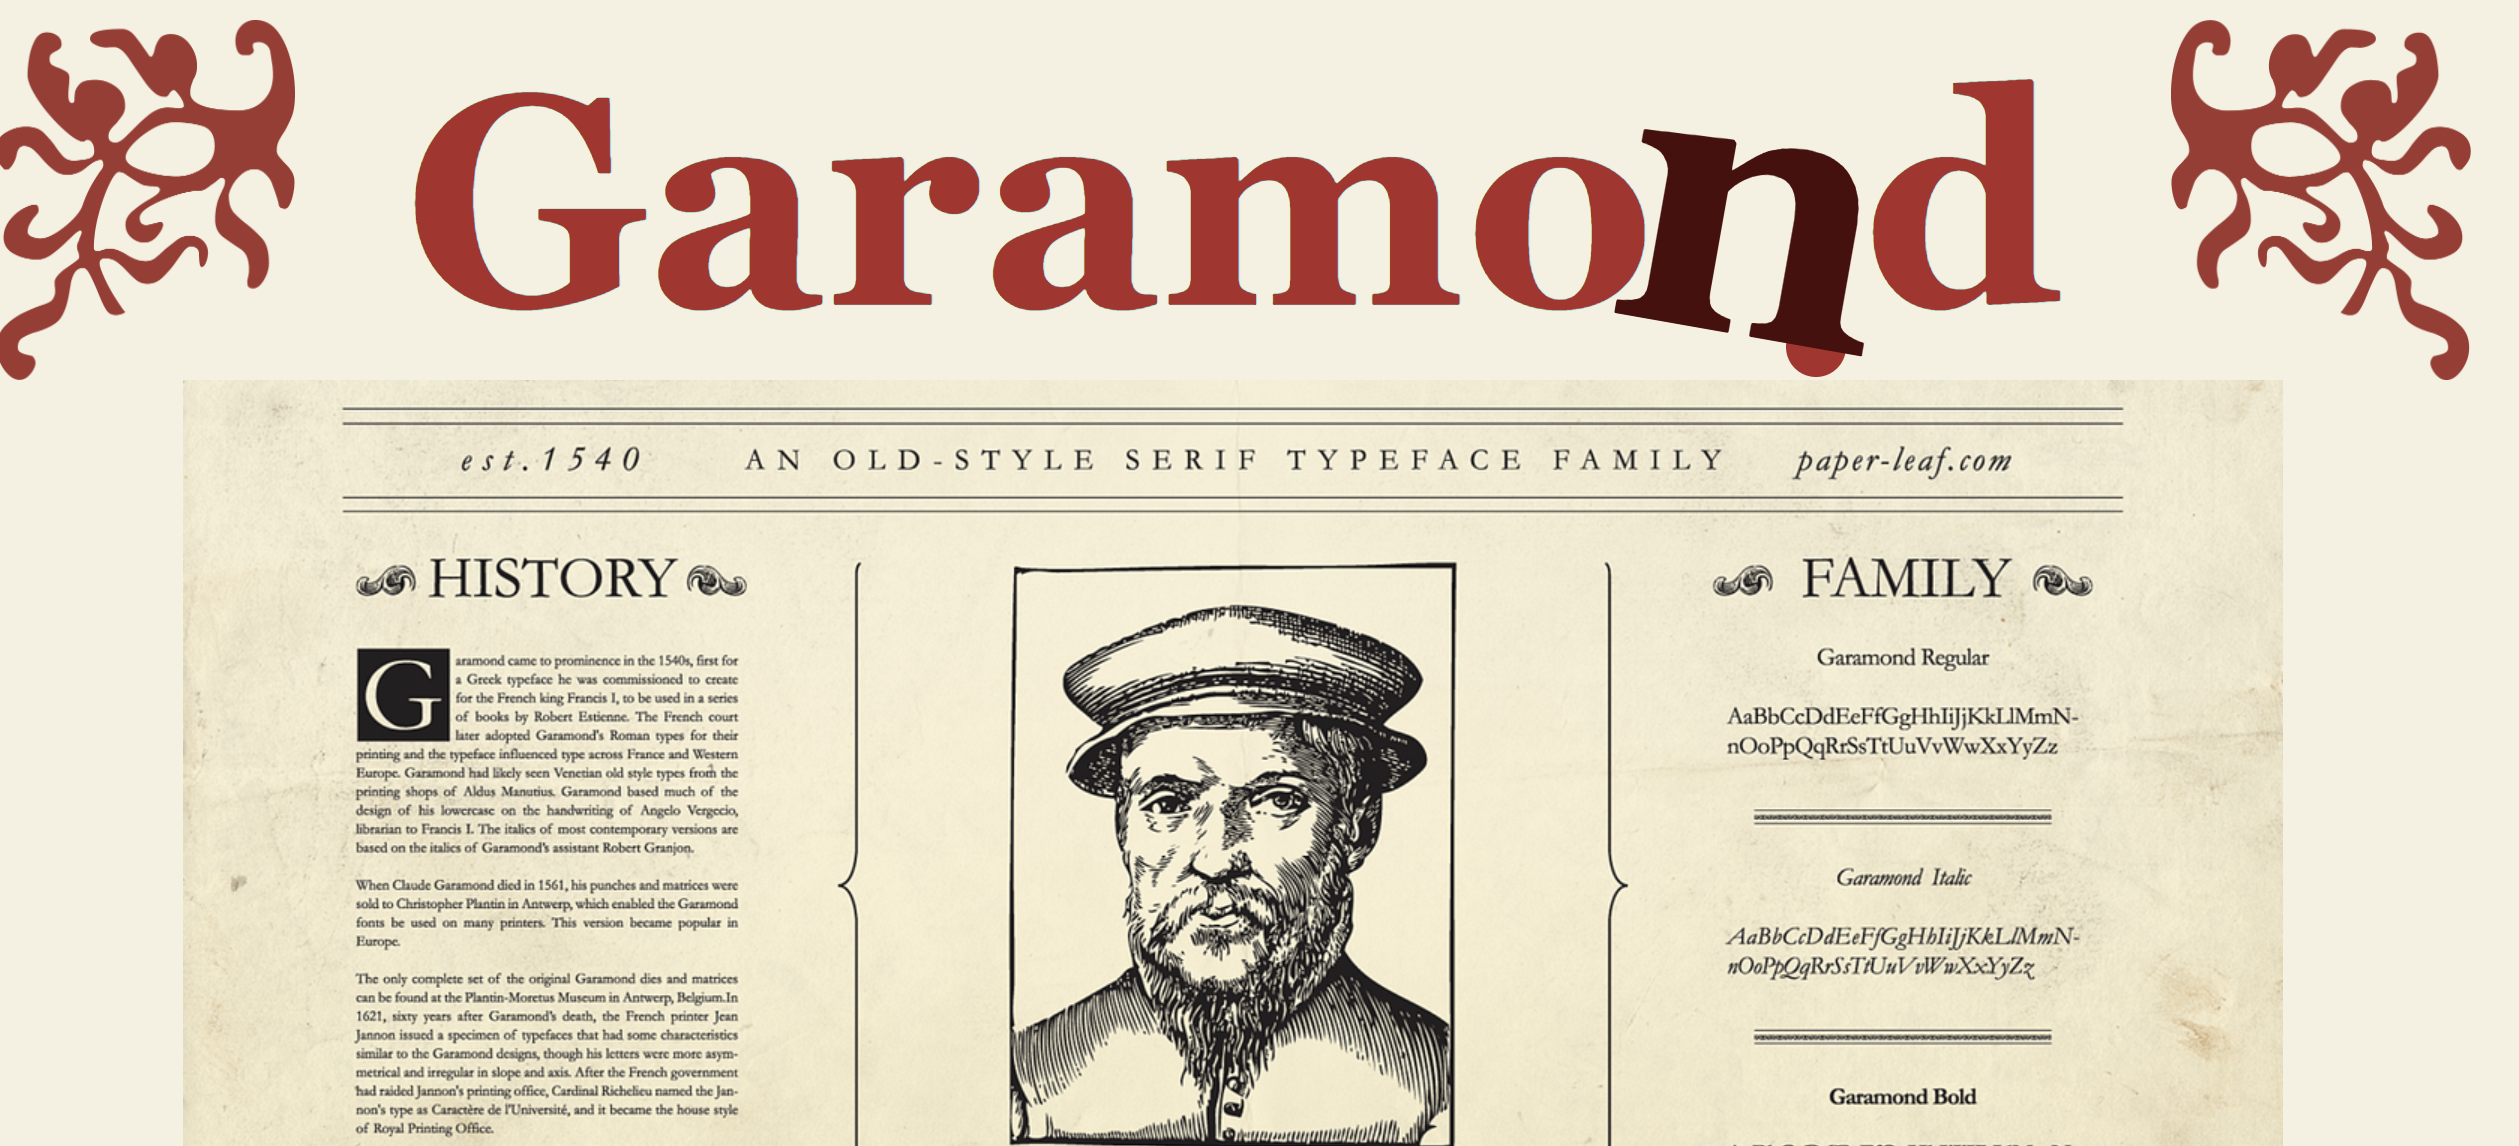 Garamond
est.1540 AN OLD-STYLE SERIF TYPEFACE FAMILY paper-leaf.com
HISTORY
Garamond came to prominence in the 1540s, first for
a Greek typeface he was commissioned to create
for the French king Francis I, to be used in a series
of books by Robert Estienne. The French court
later adopted Garamond's Roman types for their
printing and the typeface influenced type across France and Western
Europe. Garamond had likely seen Venetian old style types from the
printing shops of Aldus Manutius. Garamond based much of the
design of his lowercase on the handwriting of Angelo Vergecio,
librarian to Francis I. The italics of most contemporary versions are
based on the italics of Garamond's assistant Robert Granjon.
When Claude Garamond died in 1561, his punches and matrices were
sold to Christopher Plantin in Antwerp, which enabled the Garamond
fonts be used on many printers. This version became popular in
Europe.
The only complete set of the original Garamond dies and matrices
can be found at the Plantin-Moretus Museum in Antwerp, Belgium.In
1621, sixty years after Garamond's death, the French printer Jean
Jannon issued a specimen of typefaces that had some characteristics
similar to the Garamond designs, though his letters were more asym-
metrical and irregular in slope and axis. After the French government
had raided Jannon's printing office, Cardinal Richelieu named the Jan-
non's type as Caractère de l'Université, and it became the house style
of Royal Printing Office.
FAMILY
Garamond Regular
AaBbCcDdEeFfGgHhIiJjKkLlMmN-
nOoPpQqRrSsTtUuVvWwXxYyZz
Garamond Italic
AaBbCcDdEeFfGgHhIiJjKkLlMmN-
nOoPpQqRrSsTtUuVvWwXxYyZz
Garamond Bold